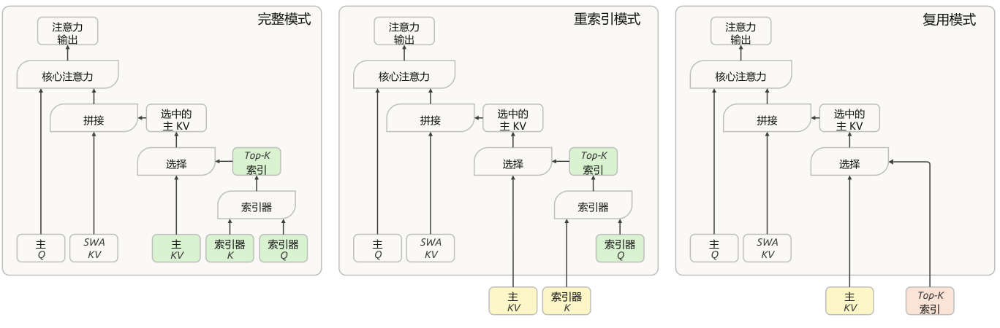 完整模式
注意力
输出
核心注意力
拼接
选中的
主 KV
选择
Top-K
索引
索引器
主
Q
SWA
KV
主
KV
索引器
K
索引器
Q
重索引模式
注意力
输出
核心注意力
拼接
选中的
主 KV
选择
Top-K
索引
索引器
主
Q
SWA
KV
索引器
Q
主
KV
索引器
K
复用模式
注意力
输出
核心注意力
拼接
选中的
主 KV
选择
主
Q
SWA
KV
主
KV
Top-K
索引